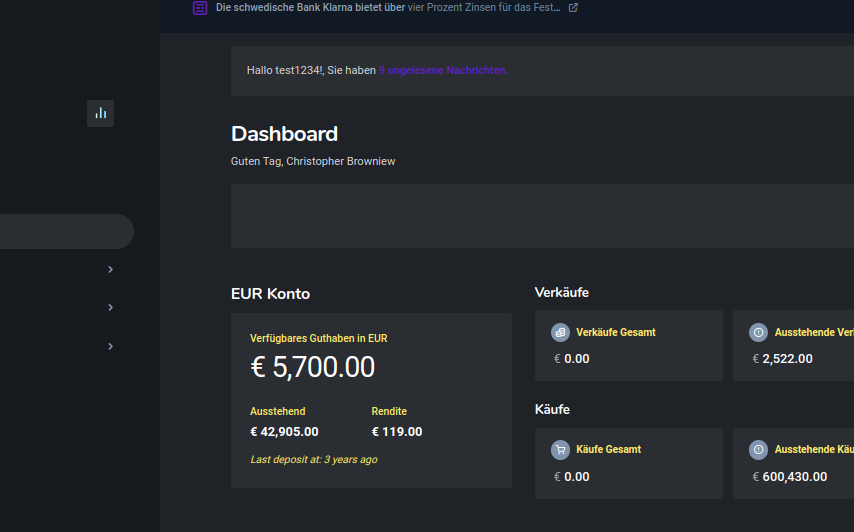 Die schwedische Bank Klarna bietet über vier Prozent Zinsen für das Fest...
Hallo test1234!, Sie haben 9 ungelesene Nachrichten.
Dashboard
Guten Tag, Christopher Browniew
EUR Konto
Verfügbares Guthaben in EUR
€ 5,700.00
Ausstehend Rendite
€ 42,905.00 € 119.00
Last deposit at: 3 years ago
Verkäufe
Verkäufe Gesamt Ausstehende Ver
€ 0.00 € 2,522.00
Käufe
Käufe Gesamt Ausstehende Käu
€ 0.00 € 600,430.00